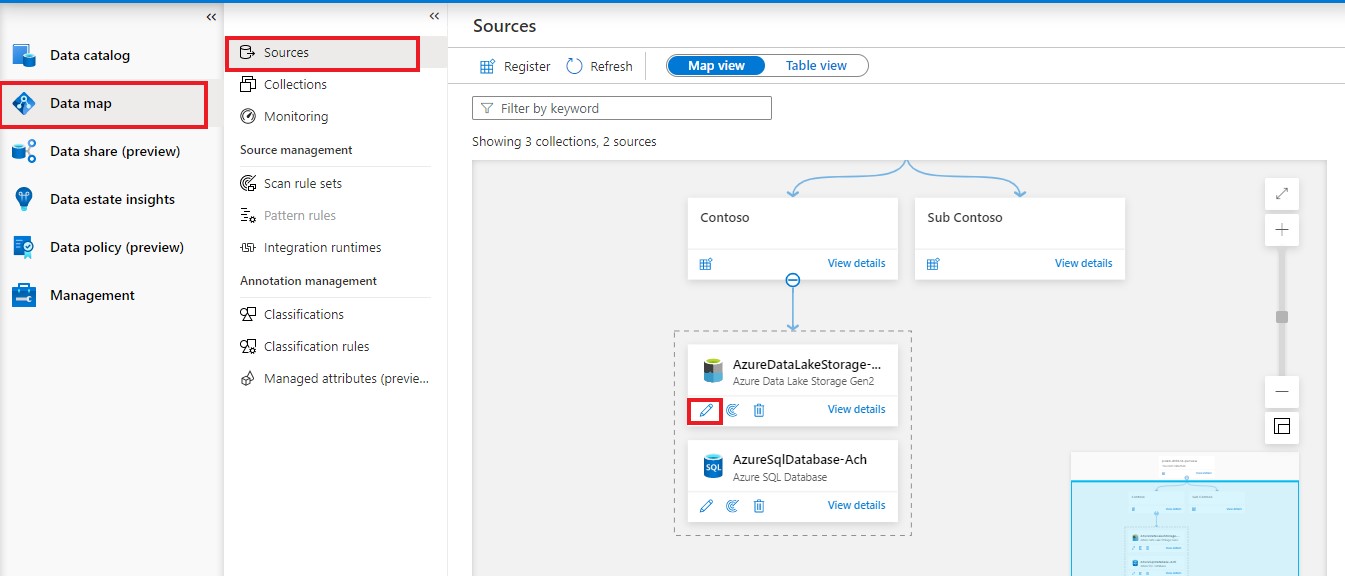 Data catalog
Data map
Data share (preview)
Data estate insights
Data policy (preview)
Management
Sources
Collections
Monitoring
Source management
Scan rule sets
Pattern rules
Integration runtimes
Annotation management
Classifications
Classification rules
Managed attributes (previe...
Sources
Register
Refresh
Map view
Table view
Filter by keyword
Showing 3 collections, 2 sources
Contoso
View details
Sub Contoso
View details
AzureDataLakeStorage-...
Azure Data Lake Storage Gen2
View details
SQL
AzureSqlDatabase-Ach
Azure SQL Database
View details